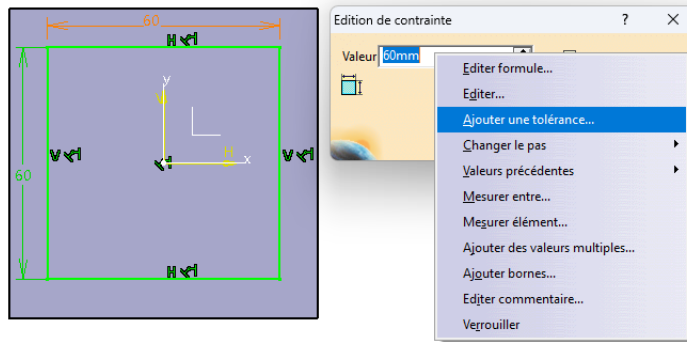 60
H
y
V
V
H
x
V
60
H
Edition de contrainte
?
Valeur 60mm
Editer formule...
Editer...
Ajouter une tolérance...
Changer le pas
Valeurs précédentes
Mesurer entre...
Mesurer élément...
Ajouter des valeurs multiples...
Ajouter bornes...
Editer commentaire...
Verrouiller